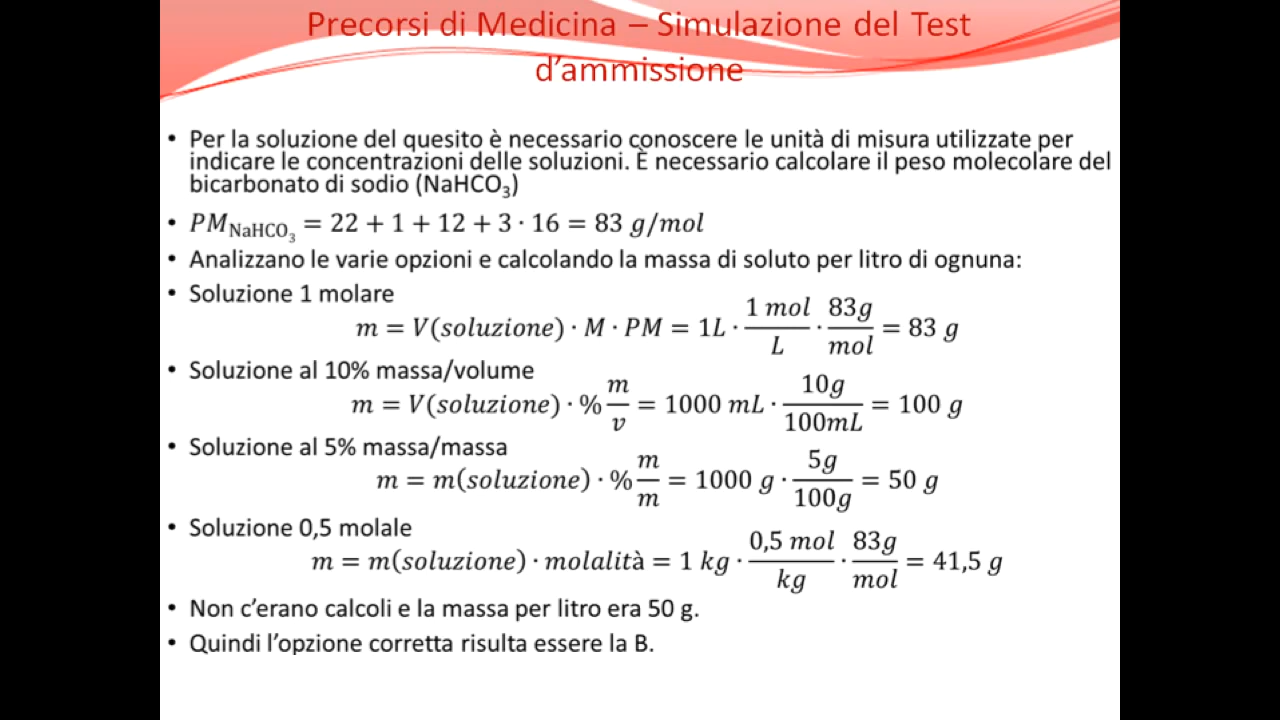 Precorsi di Medicina – Simulazione del Test
d'ammissione
• Per la soluzione del quesito è necessario conoscere le unità di misura utilizzate per
indicare le concentrazioni delle soluzioni. È necessario calcolare il peso molecolare del
bicarbonato di sodio (NaHCO₃)
• PM_NaHCO₃ = 22 + 1 + 12 + 3 · 16 = 83 g/mol
• Analizzano le varie opzioni e calcolando la massa di soluto per litro di ognuna:
• Soluzione 1 molare
m = V(soluzione) · M · PM = 1L · 1 mol/L · 83g/mol = 83 g
• Soluzione al 10% massa/volume
m = V(soluzione) · % m/v = 1000 mL · 10g/100mL = 100 g
• Soluzione al 5% massa/massa
m = m(soluzione) · % m/m = 1000 g · 5g/100g = 50 g
• Soluzione 0,5 molale
m = m(soluzione) · molalità = 1 kg · 0,5 mol/kg · 83g/mol = 41,5 g
• Non c'erano calcoli e la massa per litro era 50 g.
• Quindi l'opzione corretta risulta essere la B.